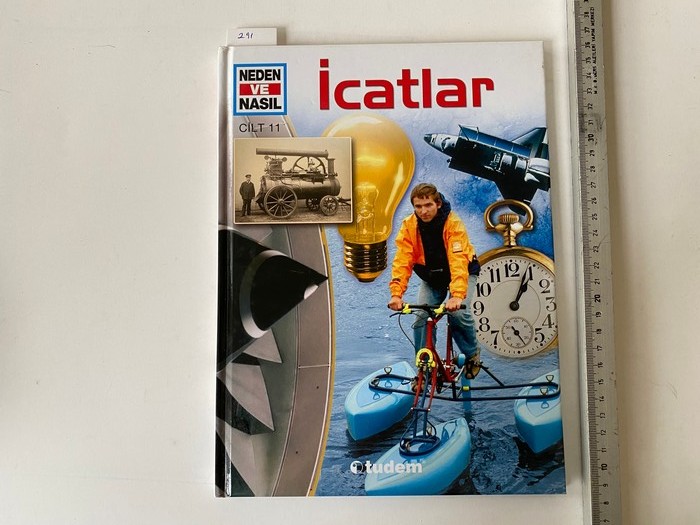 291
NEDEN
VE
NASIL
CİLT 11
İcatlar
tudem